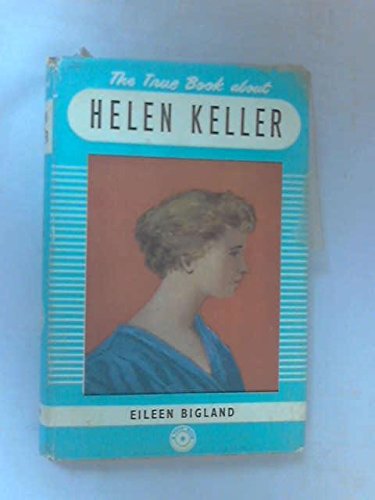 The True Book about
HELEN KELLER
EILEEN BIGLAND